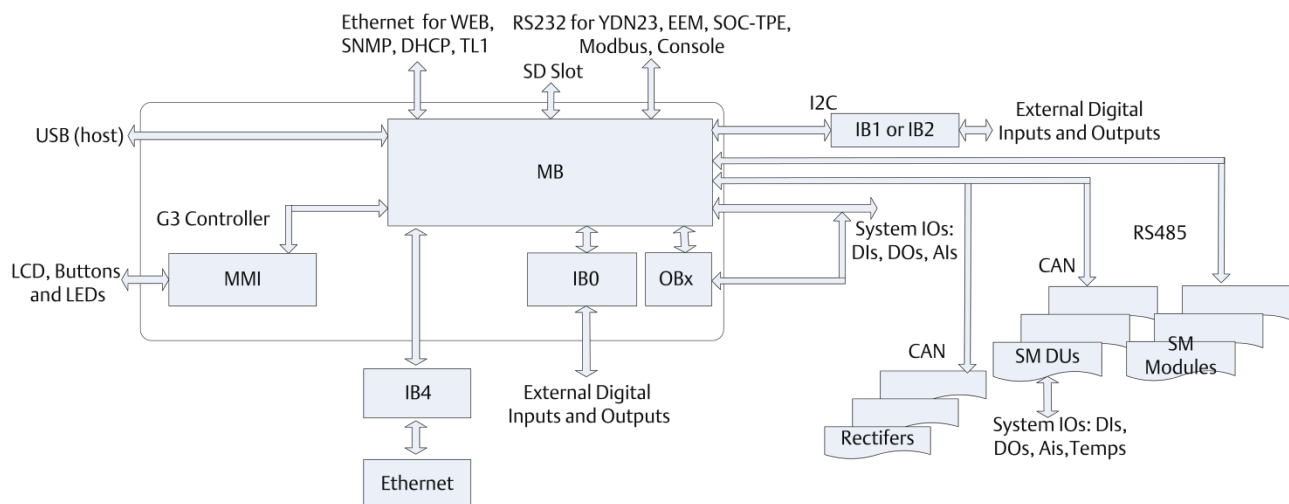 Ethernet for WEB,
SNMP, DHCP, TL1
RS232 for YDN23, EEM, SOC-TPE,
Modbus, Console
SD Slot
I2C
USB (host)
MB
IB1 or IB2
External Digital
Inputs and Outputs
G3 Controller
System IOs:
DIs, DOs, AIs
RS485
LCD, Buttons
and LEDs
MMI
IB0
OBx
CAN
CAN
SM DUs
SM
Modules
IB4
External Digital
Inputs and Outputs
Rectifers
System IOs: DIs,
DOs, Ais,Temps
Ethernet